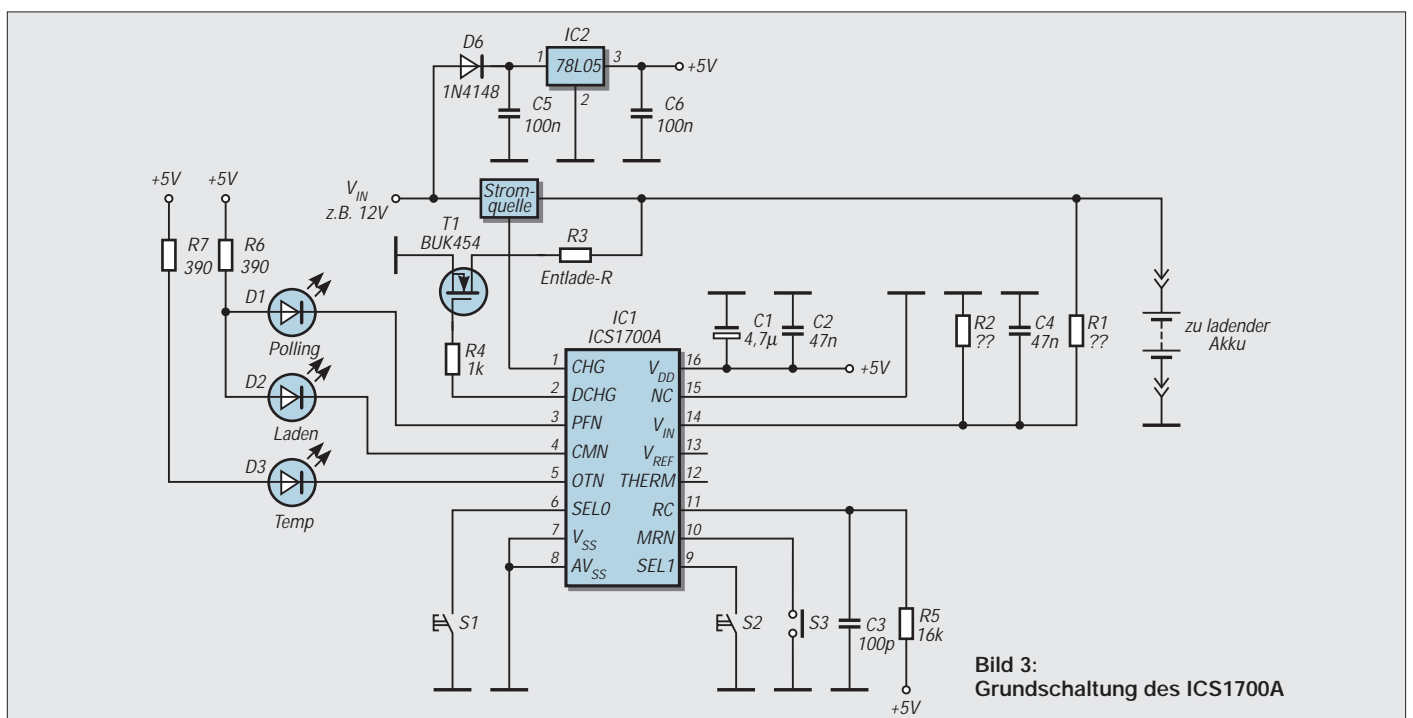 D6
1N4148
IC2
1
78L05
3
2
+5V
C5
100n
C6
100n
+5V
+5V
V_IN
z.B. 12V
Strom-
quelle
R7
390
R6
390
T1
BUK454
R3
Entlade-R
D1
Polling
D2
Laden
D3
Temp
R4
1k
IC1
ICS1700A
1 CHG
2 DCHG
3 PFN
4 CMN
5 OTN
6 SEL0
7 V_SS
8 AV_SS
V_DD 16
NC 15
V_IN 14
V_REF 13
THERM 12
RC 11
MRN 10
SEL1 9
C1
4,7µ
C2
47n
+5V
R2
??
C4
47n
R1
??
zu ladender
Akku
S1
S2
S3
C3
100p
R5
16k
+5V
Bild 3:
Grundschaltung des ICS1700A